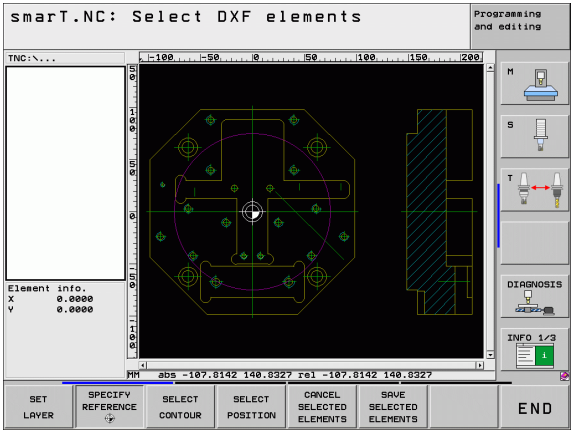 smarT.NC: Select DXF elements
Programming
and editing
TNC:\...
-100 -50 0 50 100 150 200
M
S
T
Element info.
X 0.0000
Y 0.0000
DIAGNOSIS
INFO 1/3
MM abs -107.8142 140.8327 rel -107.8142 140.8327
SET
LAYER
SPECIFY
REFERENCE
SELECT
CONTOUR
SELECT
POSITION
CANCEL
SELECTED
ELEMENTS
SAVE
SELECTED
ELEMENTS
END